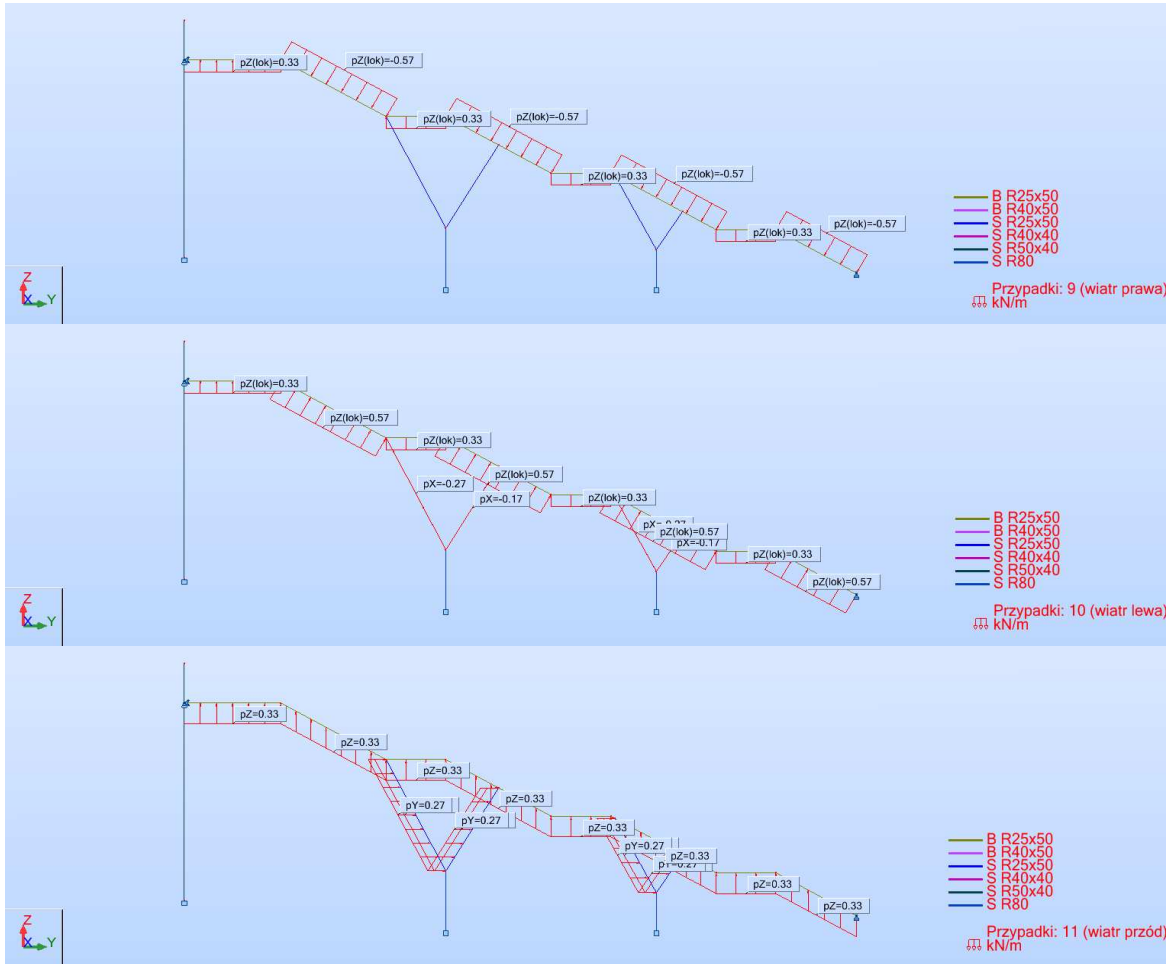 pZ(lok)=0.33
pZ(lok)=-0.57
pZ(lok)=0.33
pZ(lok)=-0.57
pZ(lok)=0.33
pZ(lok)=-0.57
pZ(lok)=0.33
pZ(lok)=-0.57
B R25x50
B R40x50
S R25x50
S R40x40
S R50x40
S R80
Z
X
Y
Przypadki: 9 (wiatr prawa)
kN/m
pZ(lok)=0.33
pZ(lok)=0.57
pZ(lok)=0.33
pZ(lok)=0.57
pX=-0.27
pX=-0.17
pZ(lok)=0.33
pZ(lok)=0.57
pX=-0.17
pZ(lok)=0.33
pZ(lok)=0.57
B R25x50
B R40x50
S R25x50
S R40x40
S R50x40
S R80
Z
X
Y
Przypadki: 10 (wiatr lewa)
kN/m
pZ=0.33
pZ=0.33
pZ=0.33
pZ=0.33
pY=0.27
pY=0.27
pZ=0.33
pY=0.27
pZ=0.33
pZ=0.33
pZ=0.33
B R25x50
B R40x50
S R25x50
S R40x40
S R50x40
S R80
Z
X
Y
Przypadki: 11 (wiatr przód)
kN/m